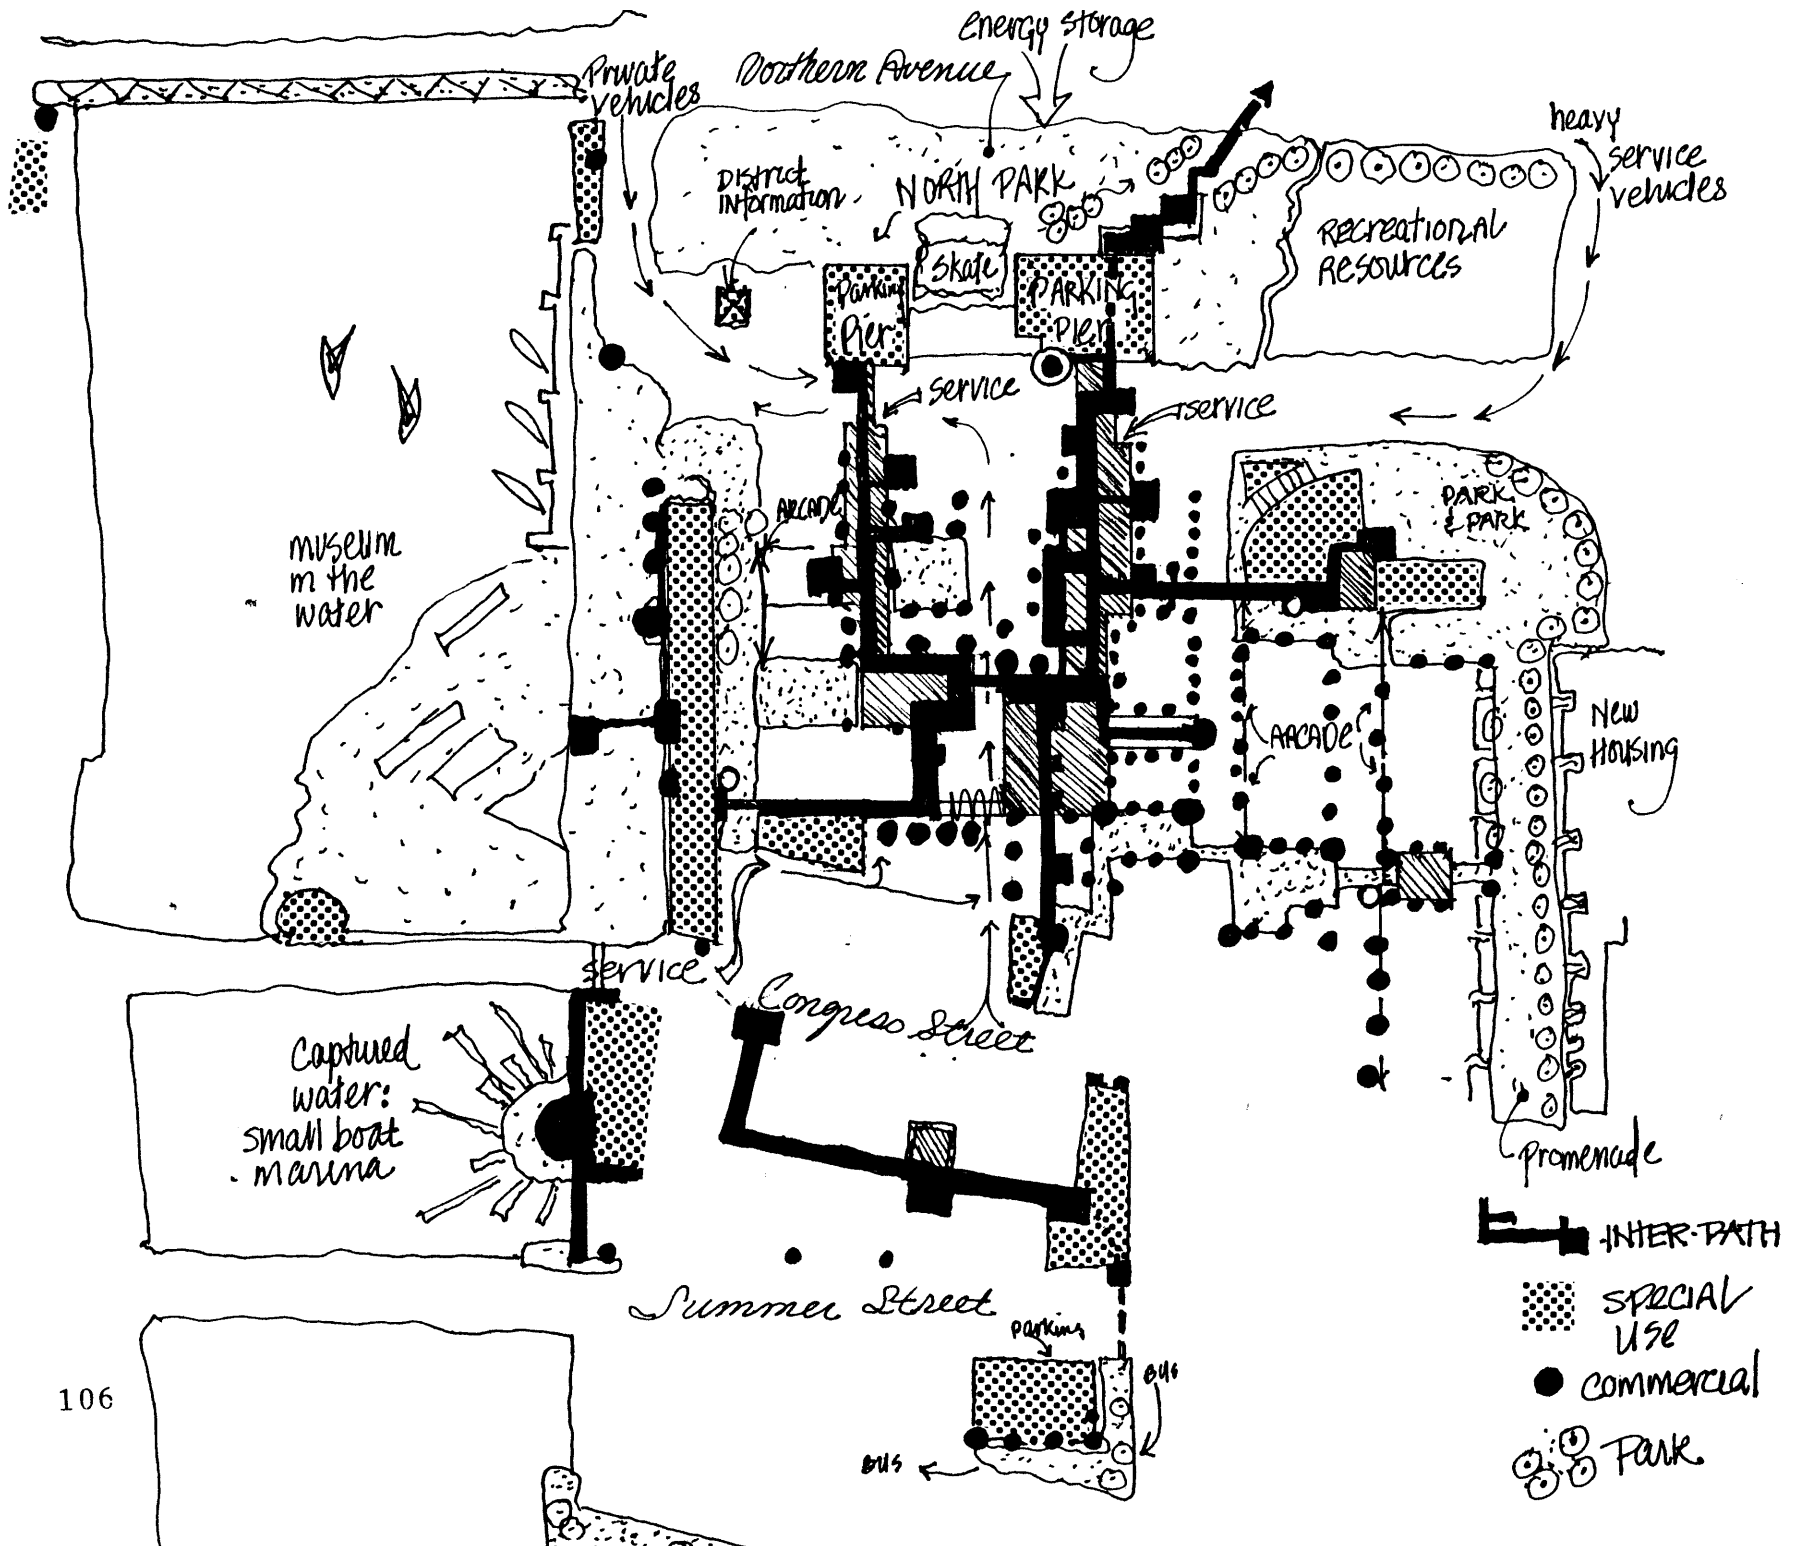 energy storage
Northern Avenue
Private
vehicles
heavy
service
vehicles
District
Information
NORTH PARK
Skate
Parking
Pier
PARKING
PIER
RECREATIONAL
RESOURCES
service
service
ARCADE
PARK
& PARK
museum
in the
water
ARCADE
New
Housing
service
Congress Street
Captured
water:
small boat
marina
promenade
INTER-PATH
Summer Street
SPECIAL
USE
parking
BUS
commercial
106
BUS
Park